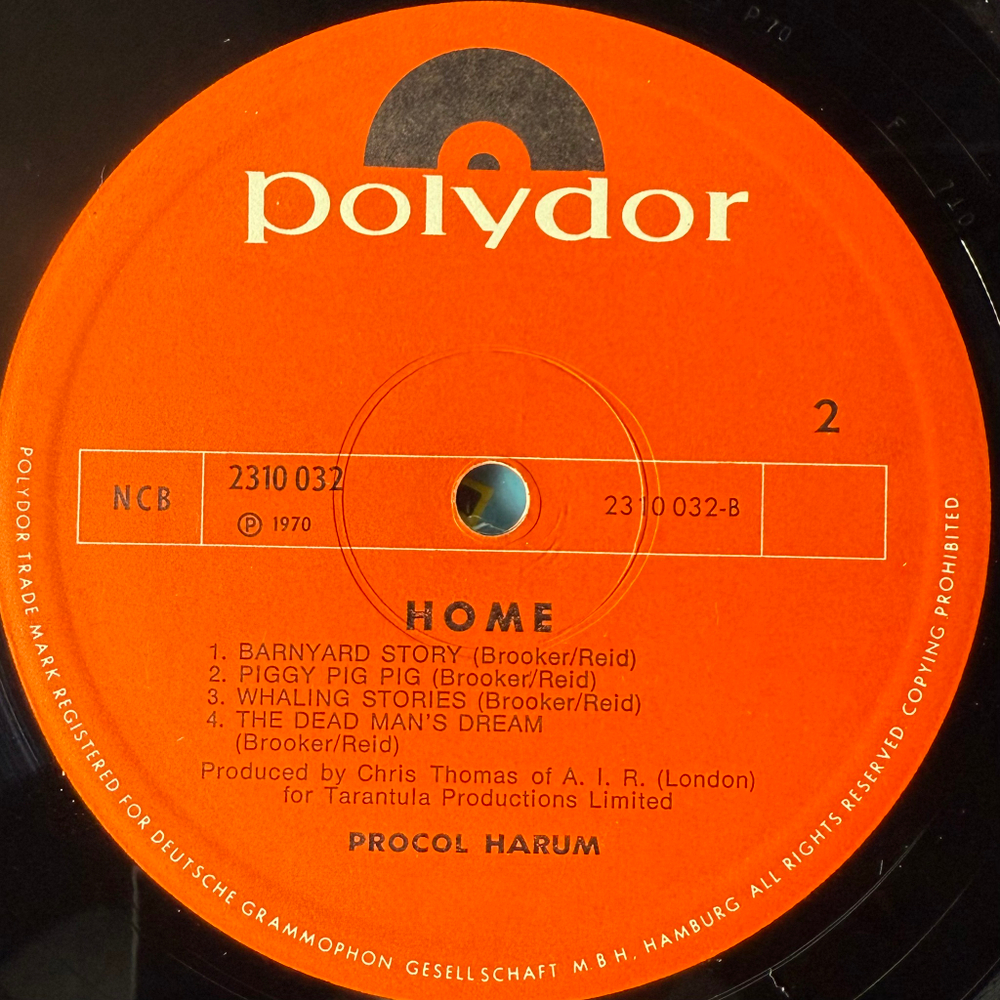 polydor
2
NCB
2310 032
Ⓟ 1970
2310 032-B
HOME
1. BARNYARD STORY (Brooker/Reid)
2. PIGGY PIG PIG (Brooker/Reid)
3. WHALING STORIES (Brooker/Reid)
4. THE DEAD MAN'S DREAM
(Brooker/Reid)
Produced by Chris Thomas of A. I. R. (London)
for Tarantula Productions Limited
PROCOL HARUM
POLYDOR TRADE MARK REGISTERED FOR DEUTSCHE GRAMMOPHON GESELLSCHAFT M.B H, HAMBURG ALL RIGHTS RESERVED COPYING PROHIBITED
P 70